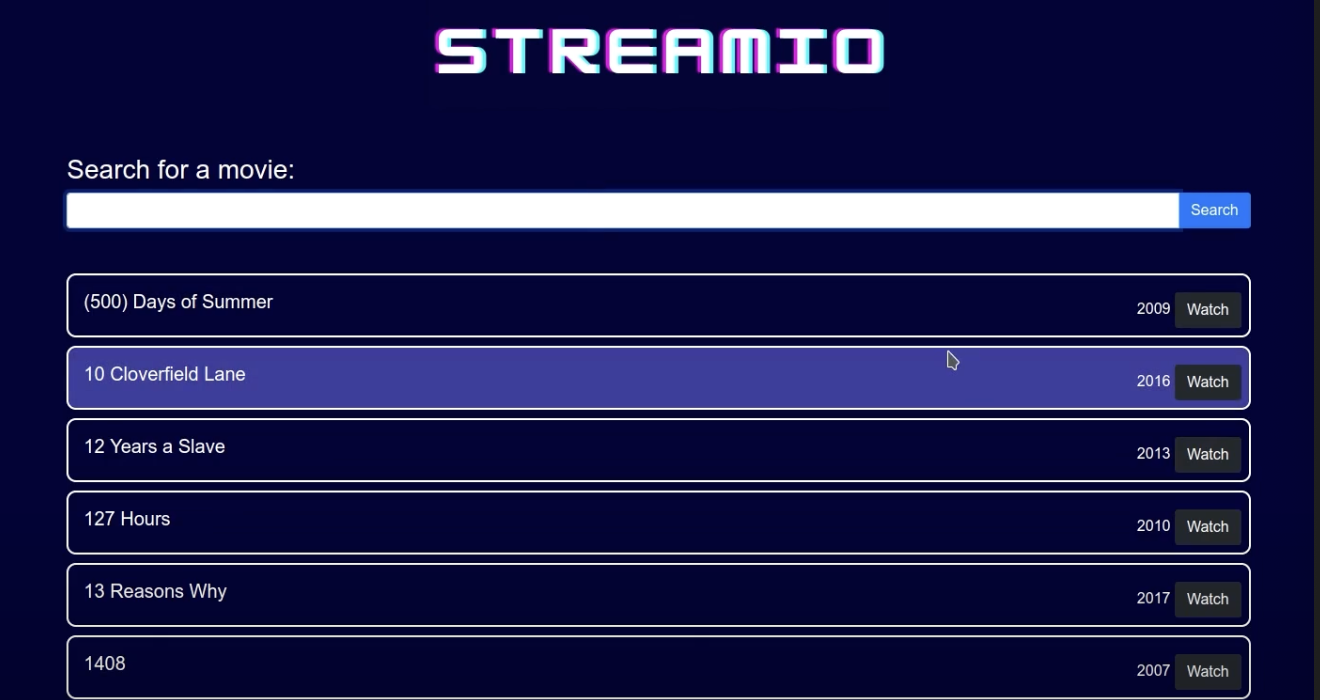 STREAMIO
Search for a movie:
Search
(500) Days of Summer
2009 Watch
10 Cloverfield Lane
2016 Watch
12 Years a Slave
2013 Watch
127 Hours
2010 Watch
13 Reasons Why
2017 Watch
1408
2007 Watch